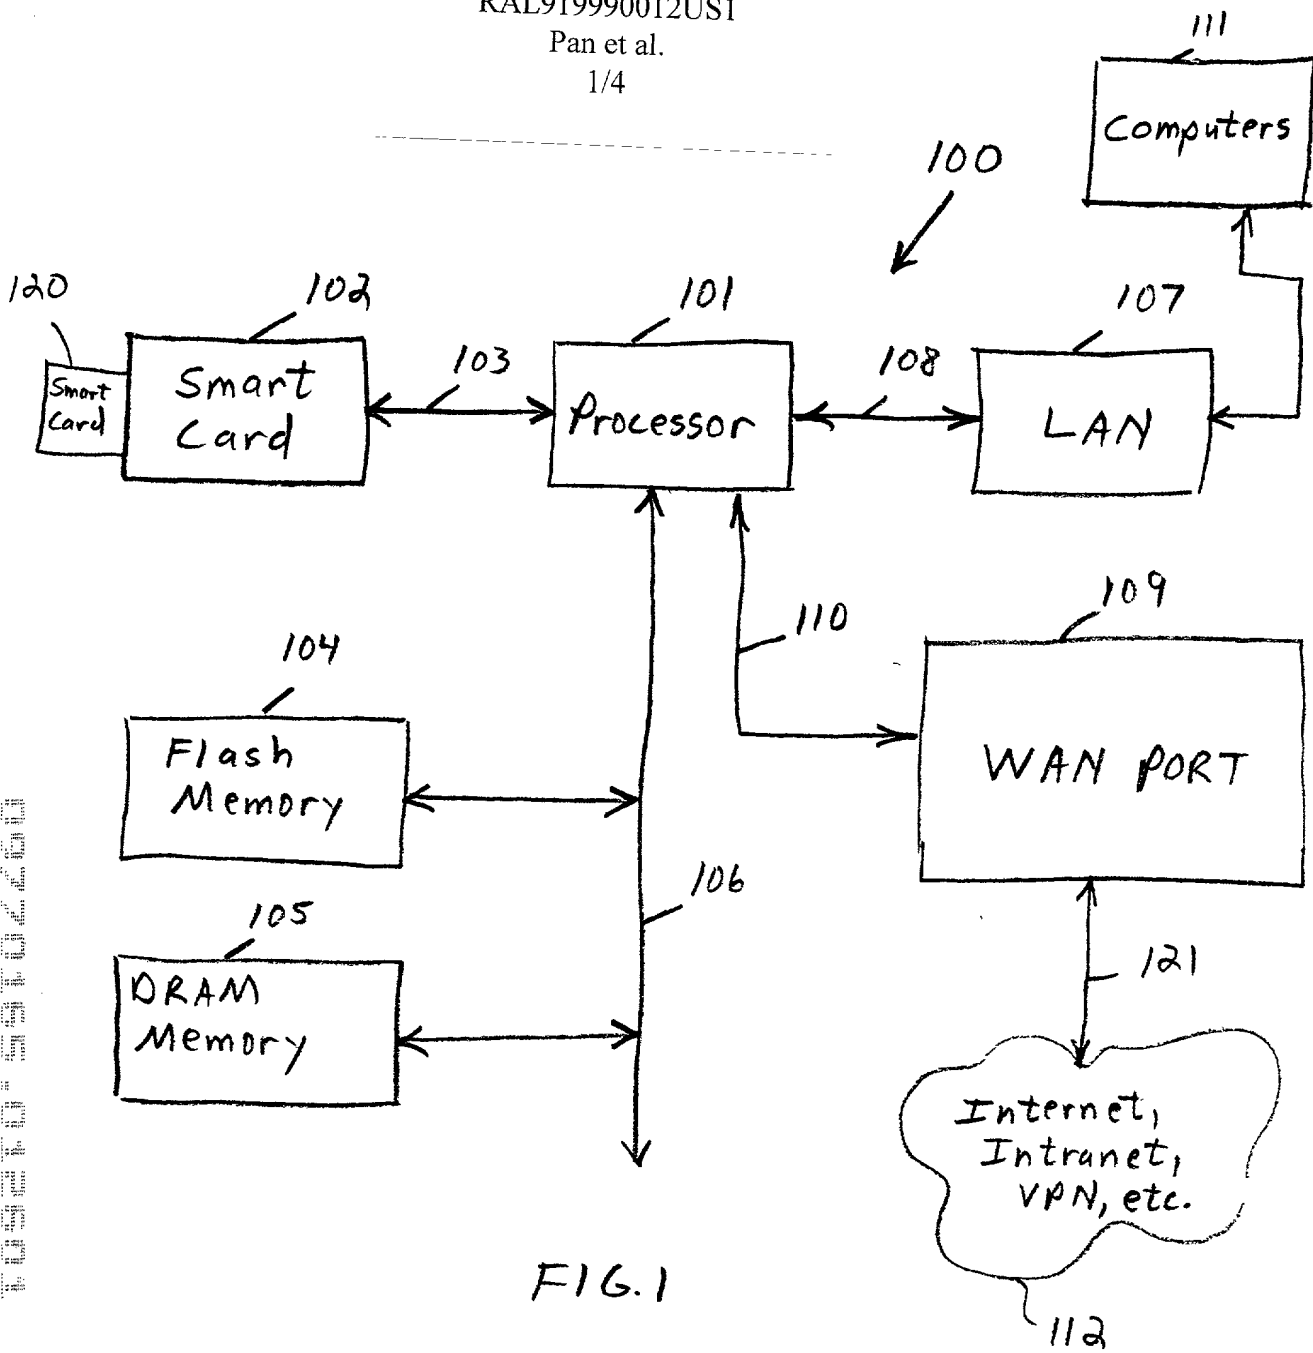 RAL919990012US1
Pan et al.
1/4
111
Computers
100
120
102
101
107
103
108
Smart
Card
Smart
Card
Processor
LAN
109
110
104
WAN PORT
Flash
Memory
106
105
121
DRAM
Memory
Internet,
Intranet,
VPN, etc.
FIG. 1
112